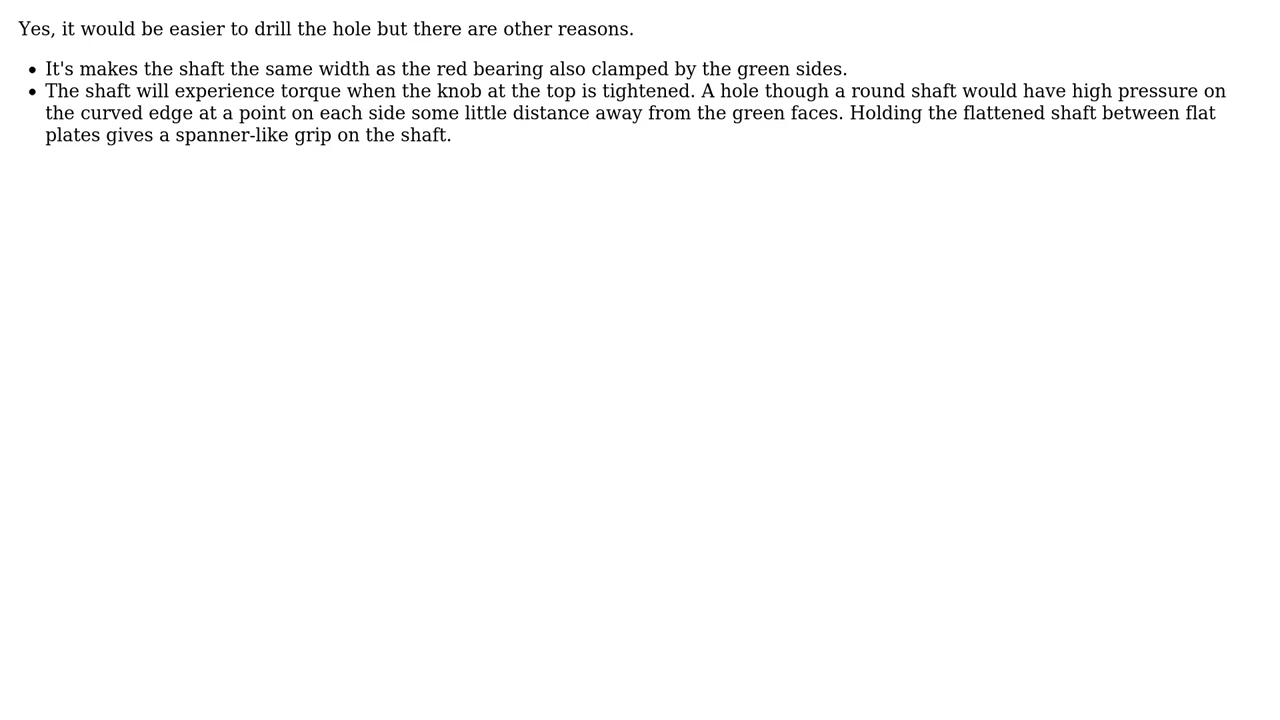 Yes, it would be easier to drill the hole but there are other reasons.
• It's makes the shaft the same width as the red bearing also clamped by the green sides.
• The shaft will experience torque when the knob at the top is tightened. A hole though a round shaft would have high pressure on
the curved edge at a point on each side some little distance away from the green faces. Holding the flattened shaft between flat
plates gives a spanner-like grip on the shaft.